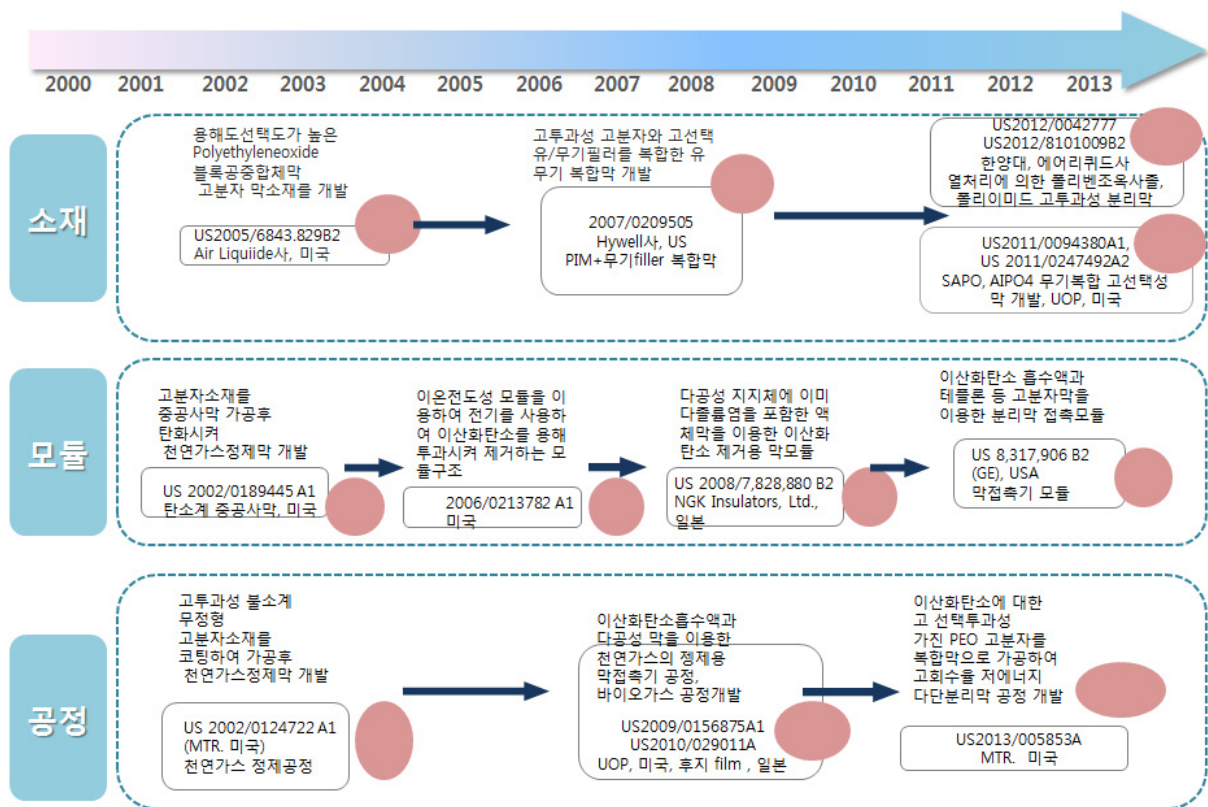 2000 2001 2002 2003 2004 2005 2006 2007 2008 2009 2010 2011 2012 2013
소재
용해도선택도가 높은
Polyethyleneoxide
블록공중합체막
고분자 막소재를 개발
US2005/6843.829B2
Air Liquiide사, 미국
고투과성 고분자와 고선택
유/무기필러를 복합한 유
무기 복합막 개발
2007/0209505
Hywell사, US
PIM+무기filler 복합막
US2012/0042777
US2012/8101009B2
한양대, 에어리퀴드사
열처리에 의한 폴리벤조옥사졸,
폴리이미드 고투과성 분리막
US2011/0094380A1,
US 2011/0247492A2
SAPO, AIPO4 무기복합 고선택성
막 개발, UOP, 미국
모듈
고분자소재를
중공사막 가공후
탄화시켜
천연가스정제막 개발
US 2002/0189445 A1
탄소계 중공사막, 미국
이온전도성 모듈을 이
용하여 전기를 사용하
여 이산화탄소를 용해
투과시켜 제거하는 모
듈구조
2006/0213782 A1
미국
다공성 지지체에 이미
다졸륨염을 포함한 액
체막을 이용한 이산화
탄소 제거용 막모듈
US 2008/7,828,880 B2
NGK Insulators, Ltd.,
일본
이산화탄소 흡수액과
테플론 등 고분자막을
이용한 분리막 접촉모듈
US 8,317,906 B2
(GE), USA
막접촉기 모듈
공정
고투과성 불소계
무정형
고분자소재를
코팅하여 가공후
천연가스정제막 개발
US 2002/0124722 A1
(MTR. 미국)
천연가스 정제공정
이산화탄소흡수액과
다공성 막을 이용한
천연가스의 정제용
막접촉기 공정,
바이오가스 공정개발
US2009/0156875A1
US2010/029011A
UOP, 미국, 후지 film , 일본
이산화탄소에 대한
고 선택투과성
가진 PEO 고분자를
복합막으로 가공하여
고회수율 저에너지
다단분리막 공정 개발
US2013/005853A
MTR. 미국